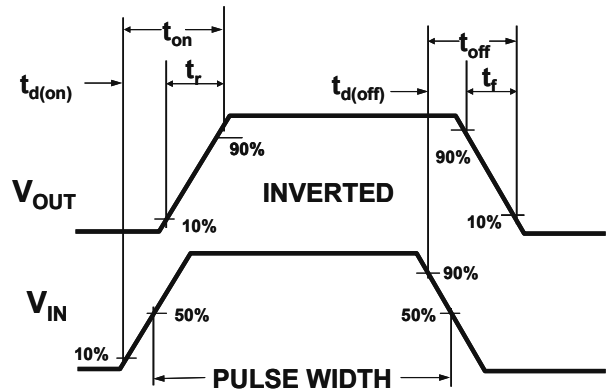 t_on
t_off
t_d(on)
t_r
t_d(off)
t_f
90%
90%
V_OUT
INVERTED
10%
10%
90%
V_IN
50%
50%
10%
PULSE WIDTH